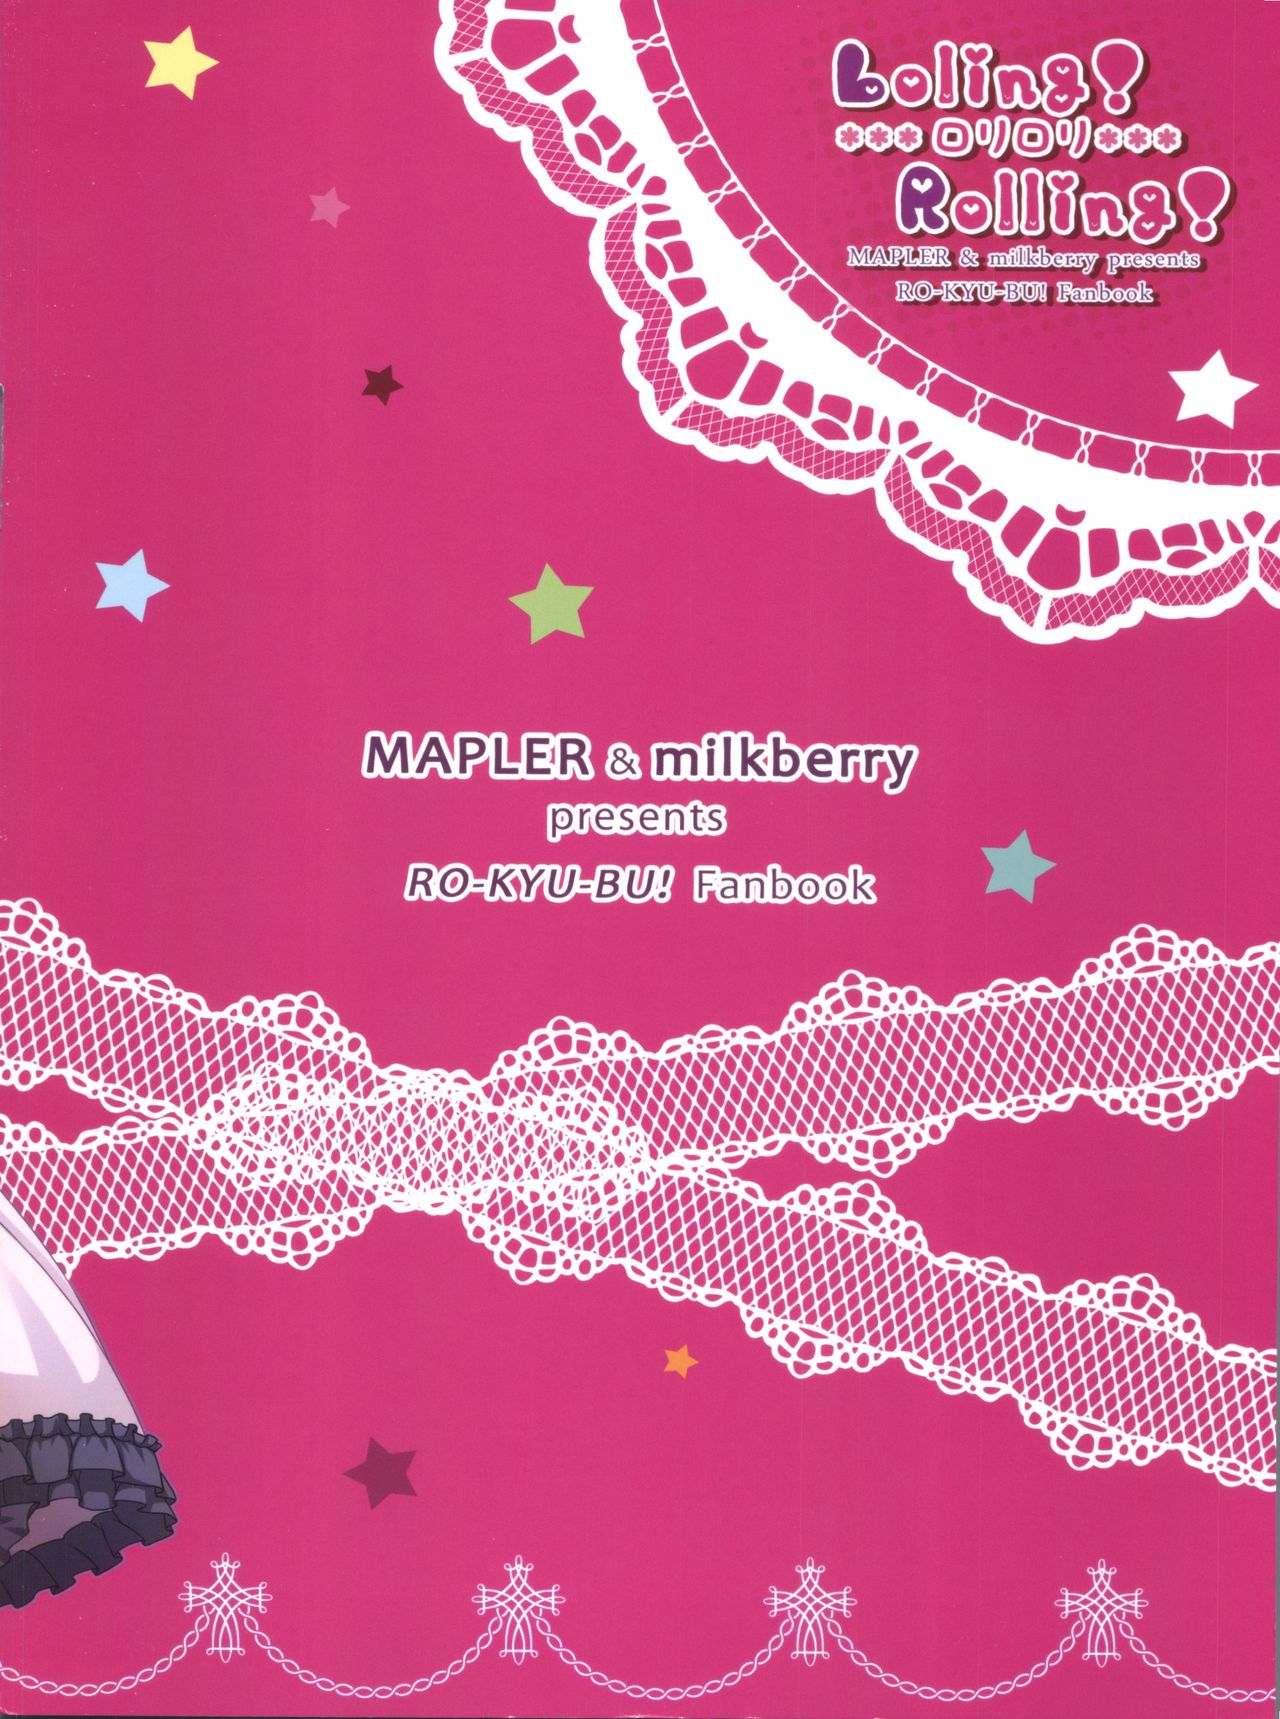 Loling!
*** ロリロリ***
Rolling!
MAPLER & milkberry presents
RO-KYU-BU! Fanbook
MAPLER & milkberry
presents
RO-KYU-BU! Fanbook